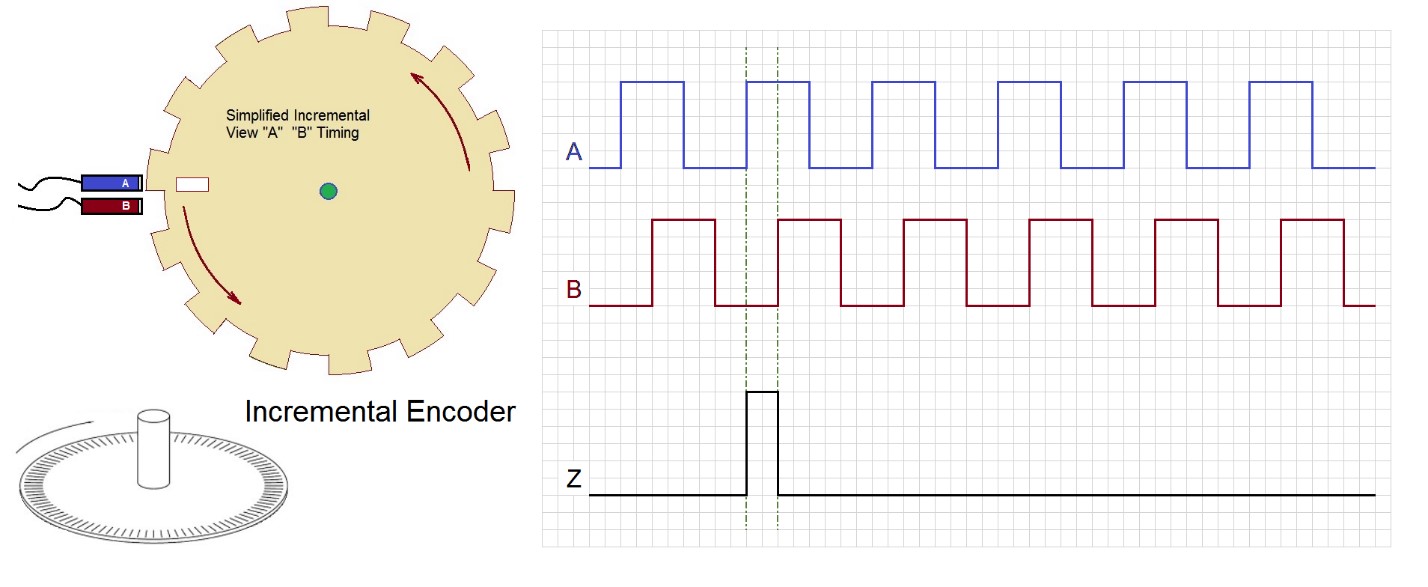 Simplified Incremental
View "A" "B" Timing
A
B
Incremental Encoder
A
B
Z